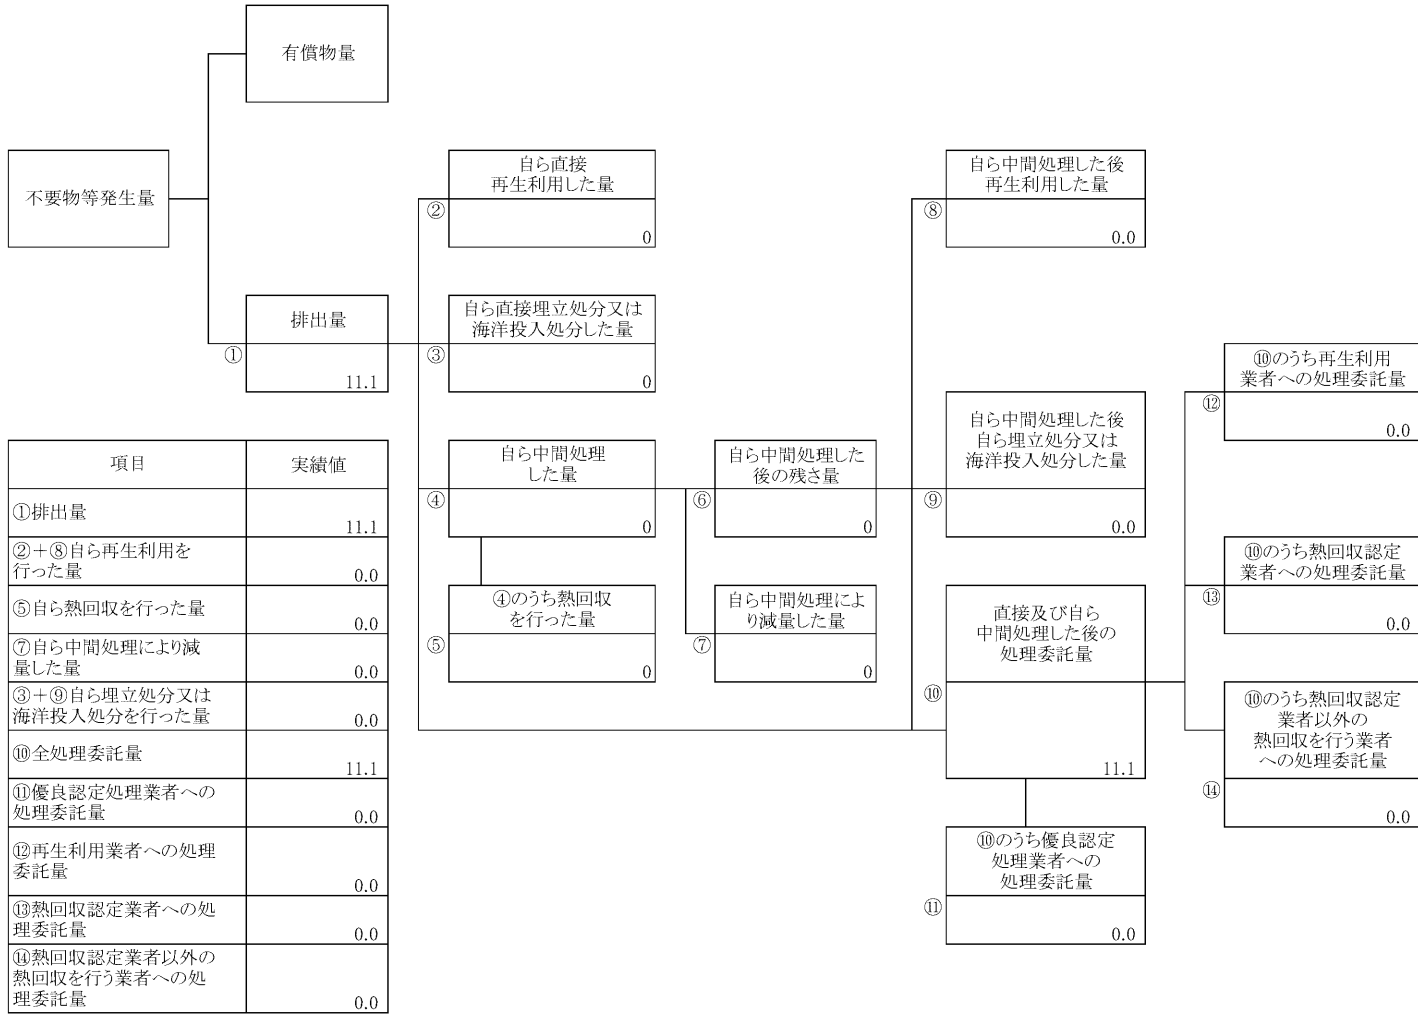 有償物量
不要物等発生量
排出量
①
11.1
自ら直接
再生利用した量
②
0
自ら直接埋立処分又は
海洋投入処分した量
③
0
自ら中間処理
した量
④
0
④のうち熱回収
を行った量
⑤
0
自ら中間処理した
後の残さ量
⑥
0
自ら中間処理によ
り減量した量
⑦
0
自ら中間処理した後
再生利用した量
⑧
0.0
自ら中間処理した後
自ら埋立処分又は
海洋投入処分した量
⑨
0.0
直接及び自ら
中間処理した後の
処理委託量
⑩
11.1
⑩のうち優良認定
処理業者への
処理委託量
⑪
0.0
⑩のうち再生利用
業者への処理委託量
⑫
0.0
⑩のうち熱回収認定
業者への処理委託量
⑬
0.0
⑩のうち熱回収認定
業者以外の
熱回収を行う業者
への処理委託量
⑭
0.0
項目 実績値
①排出量
11.1
②＋⑧自ら再生利用を
行った量
0.0
⑤自ら熱回収を行った量
0.0
⑦自ら中間処理により減
量した量
0.0
③＋⑨自ら埋立処分又は
海洋投入処分を行った量
0.0
⑩全処理委託量
11.1
⑪優良認定処理業者への
処理委託量
0.0
⑫再生利用業者への処理
委託量
0.0
⑬熱回収認定業者への処
理委託量
0.0
⑭熱回収認定業者以外の
熱回収を行う業者への処
理委託量
0.0